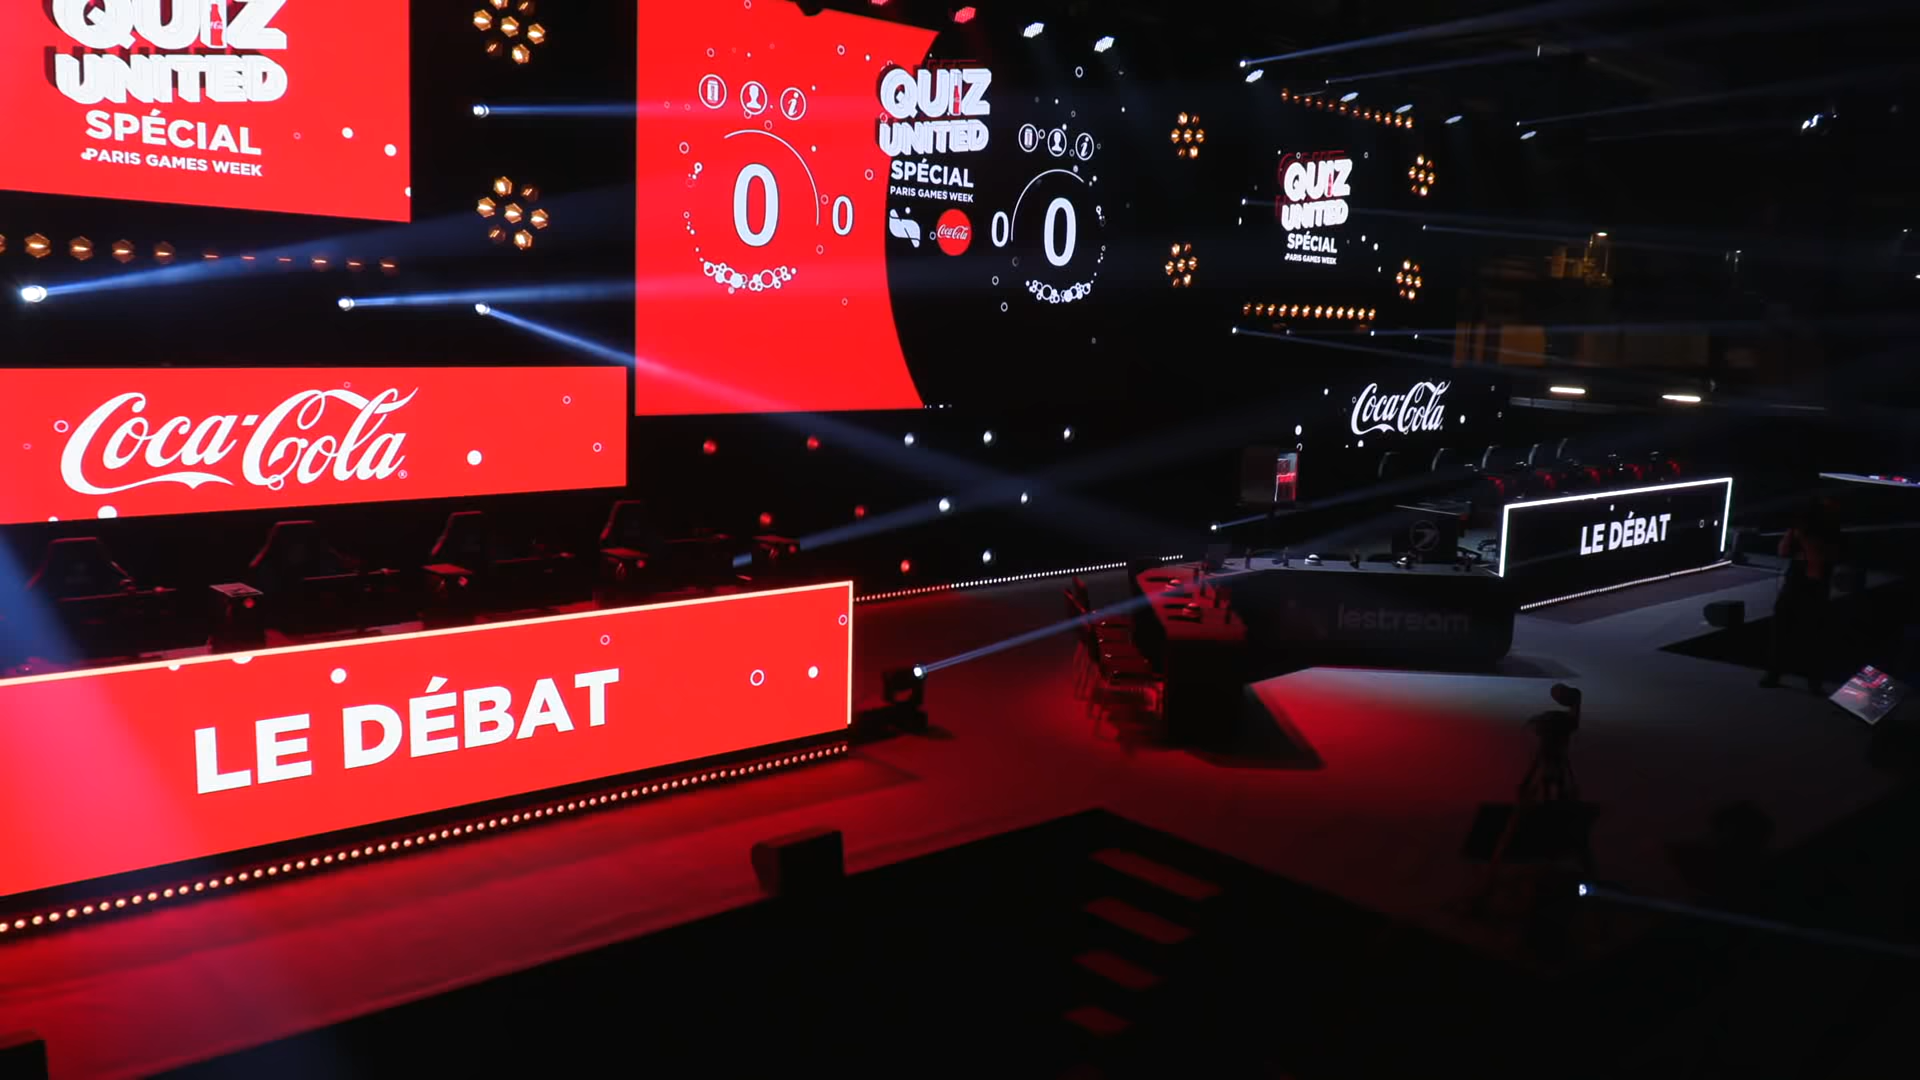 QUIZ
UNITED
SPÉCIAL
PARIS GAMES WEEK
Coca-Cola
LE DÉBAT
0
0
QUIZ
UNITED
SPÉCIAL
PARIS GAMES WEEK
Coca-Cola
0
0
QUIZ
UNITED
SPÉCIAL
PARIS GAMES WEEK
Coca-Cola
LE DÉBAT
lestream